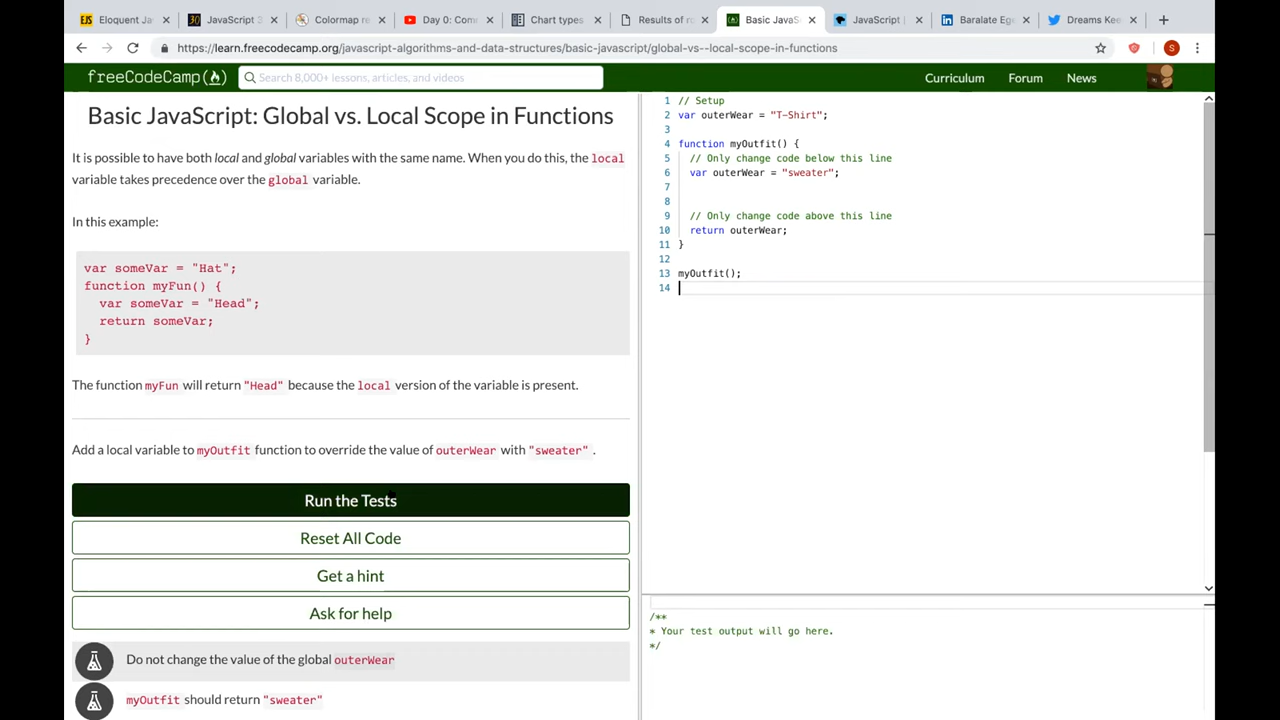 Eloquent Ja
JavaScript 3
Colormap re
Day 0: Com
Chart types
Results of ro
Basic JavaS
JavaScript |
Baralate Eg
Dreams Kee
https://learn.freecodecamp.org/javascript-algorithms-and-data-structures/basic-javascript/global-vs--local-scope-in-functions
S
freeCodeCamp
Search 8,000+ lessons, articles, and videos
Curriculum Forum News
Basic JavaScript: Global vs. Local Scope in Functions
It is possible to have both local and global variables with the same name. When you do this, the local
variable takes precedence over the global variable.
In this example:
var someVar = "Hat";
function myFun() {
var someVar = "Head";
return someVar;
}
The function myFun will return "Head" because the local version of the variable is present.
Add a local variable to myOutfit function to override the value of outerWear with "sweater" .
Run the Tests
Reset All Code
Get a hint
Ask for help
Do not change the value of the global outerWear
myOutfit should return "sweater"
1 // Setup
2 var outerWear = "T-Shirt";
3
4 function myOutfit() {
5 // Only change code below this line
6 var outerWear = "sweater";
7
8
9 // Only change code above this line
10 return outerWear;
11 }
12
13 myOutfit();
14
/**
* Your test output will go here.
*/